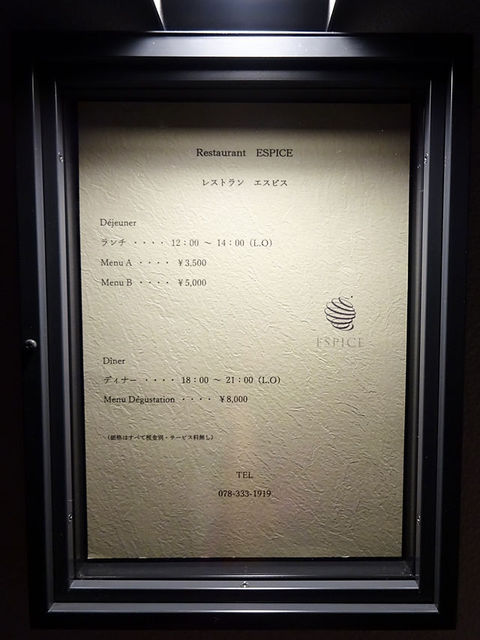 Restaurant ESPICE
レストラン エスピス
Déjeuner
ランチ ・・・・ 12：00 ～ 14：00（L.O）
Menu A ・・・・ ￥3,500
Menu B ・・・・ ￥5,000
ESPICE
Dîner
ディナー ・・・・ 18：00 ～ 21：00（L.O）
Menu Dégustation ・・・・ ￥8,000
（価格はすべて税金別・サービス料無し）
TEL
078-333-1919